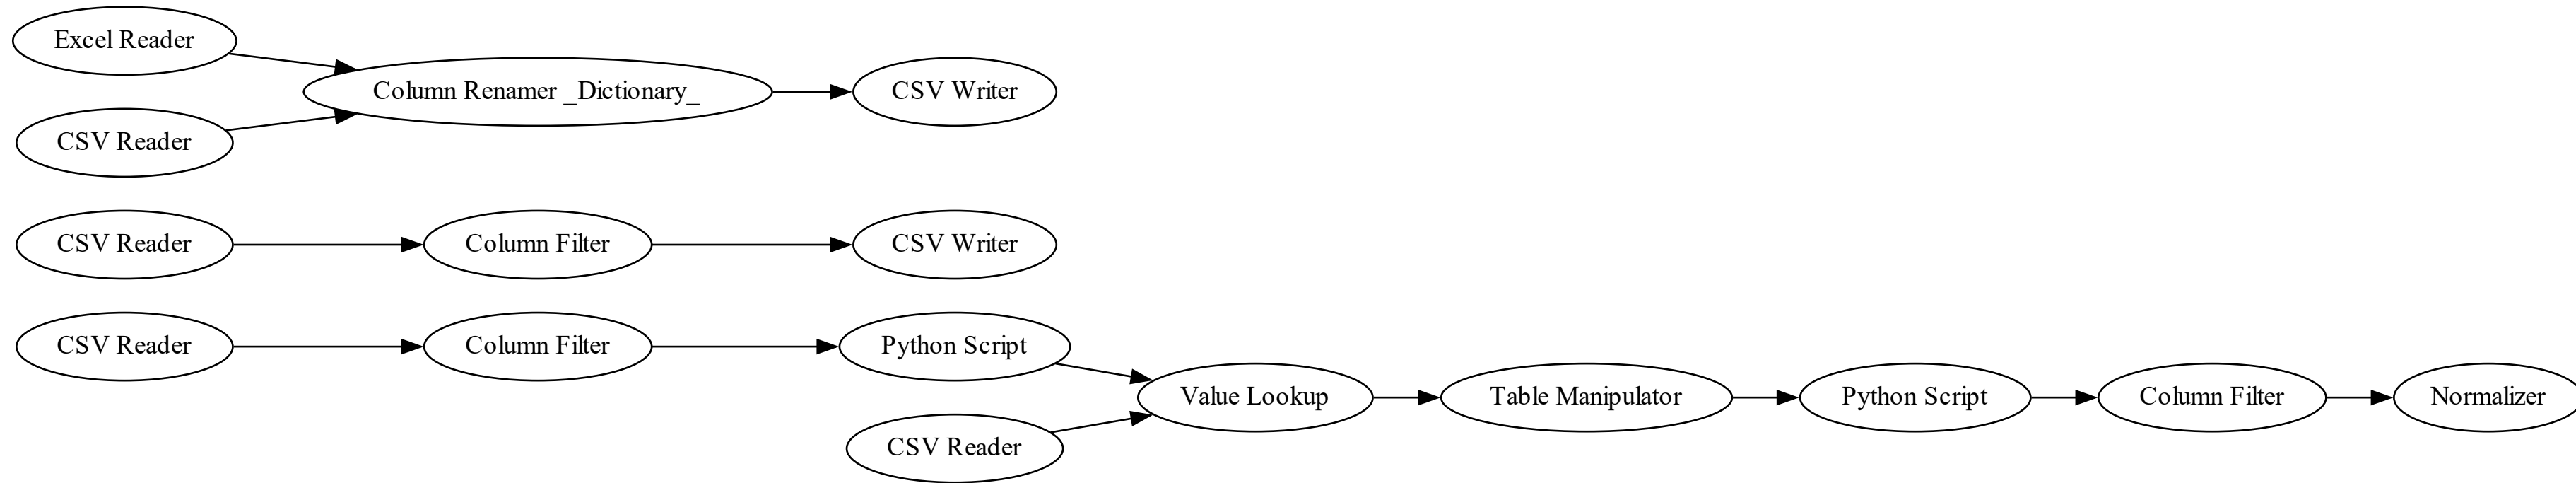 Excel Reader
Column Renamer _Dictionary_
CSV Writer
CSV Reader
CSV Reader
Column Filter
CSV Writer
CSV Reader
Column Filter
Python Script
Value Lookup
Table Manipulator
Python Script
Column Filter
Normalizer
CSV Reader